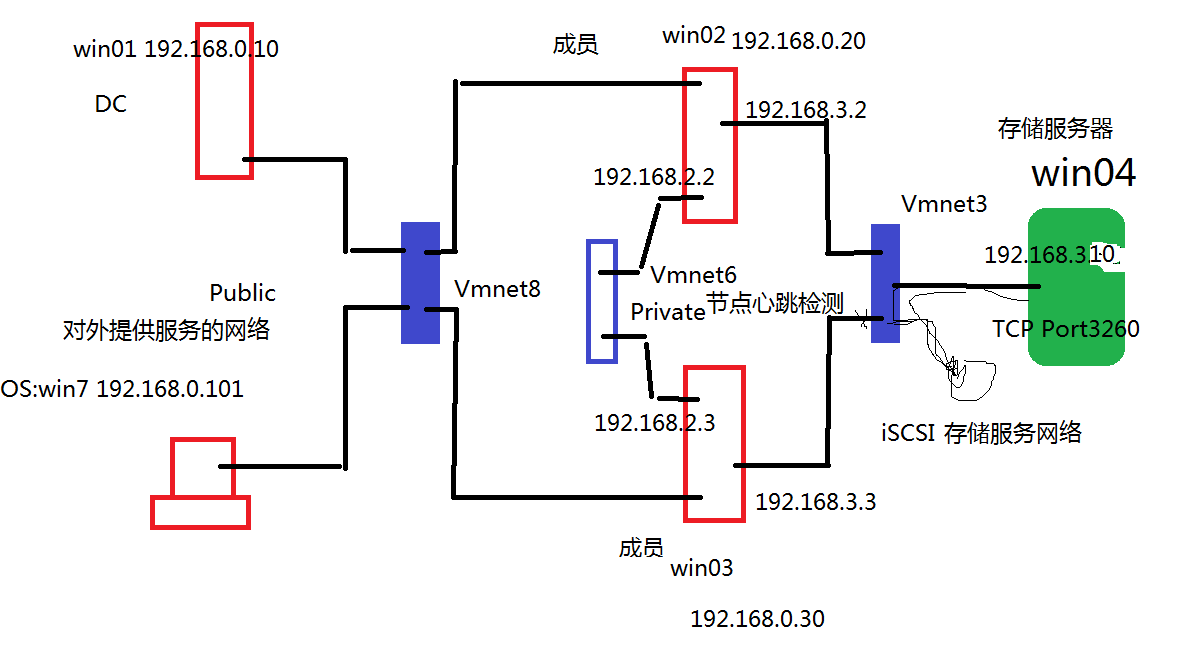 win01 192.168.0.10
DC
成员
win02
192.168.0.20
192.168.3.2
存储服务器
win04
192.168.2.2
Vmnet3
192.168.3.10
Vmnet8
Vmnet6
Private
节点心跳检测
Public
对外提供服务的网络
TCP Port3260
OS:win7 192.168.0.101
192.168.2.3
iSCSI 存储服务网络
192.168.3.3
成员
win03
192.168.0.30